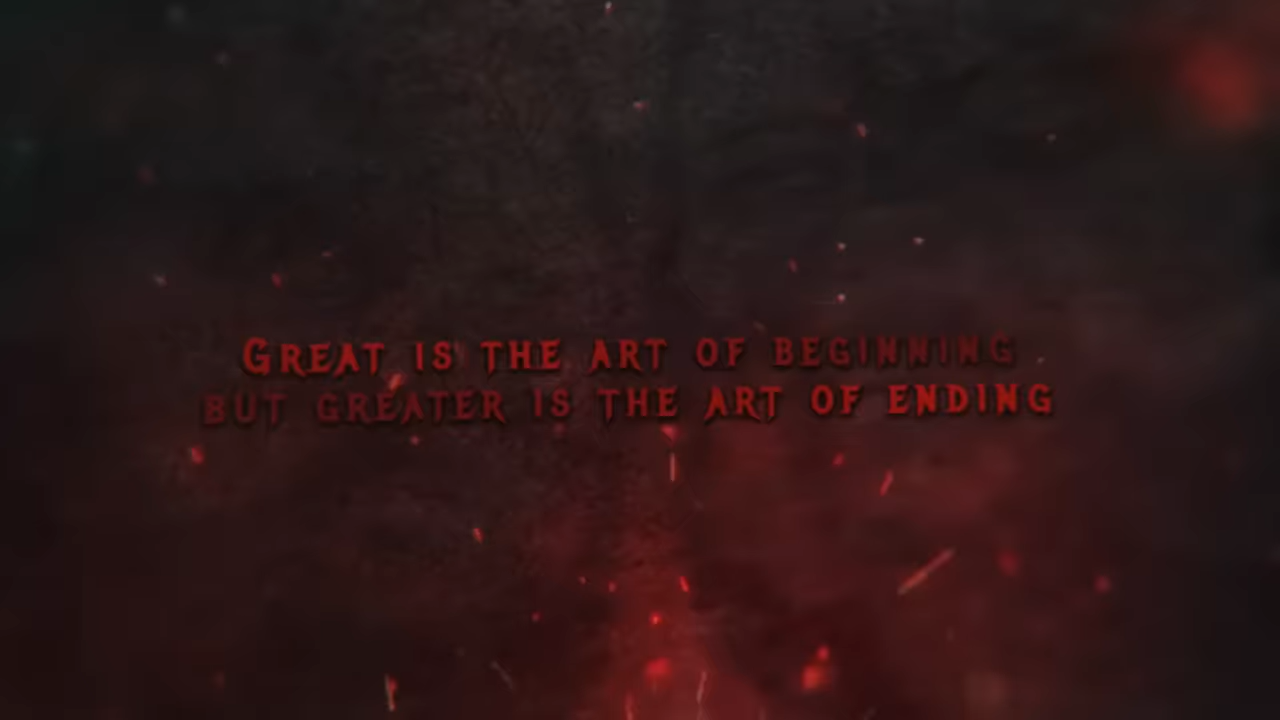 Great is the art of beginning
but greater is the art of ending